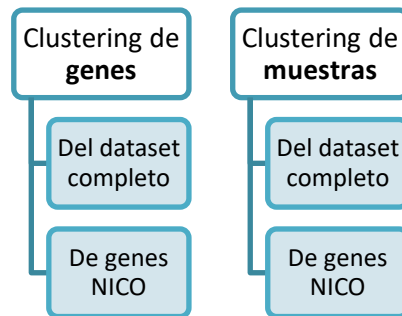 Clustering de
genes
Del dataset
completo
De genes
NICO
Clustering de
muestras
Del dataset
completo
De genes
NICO